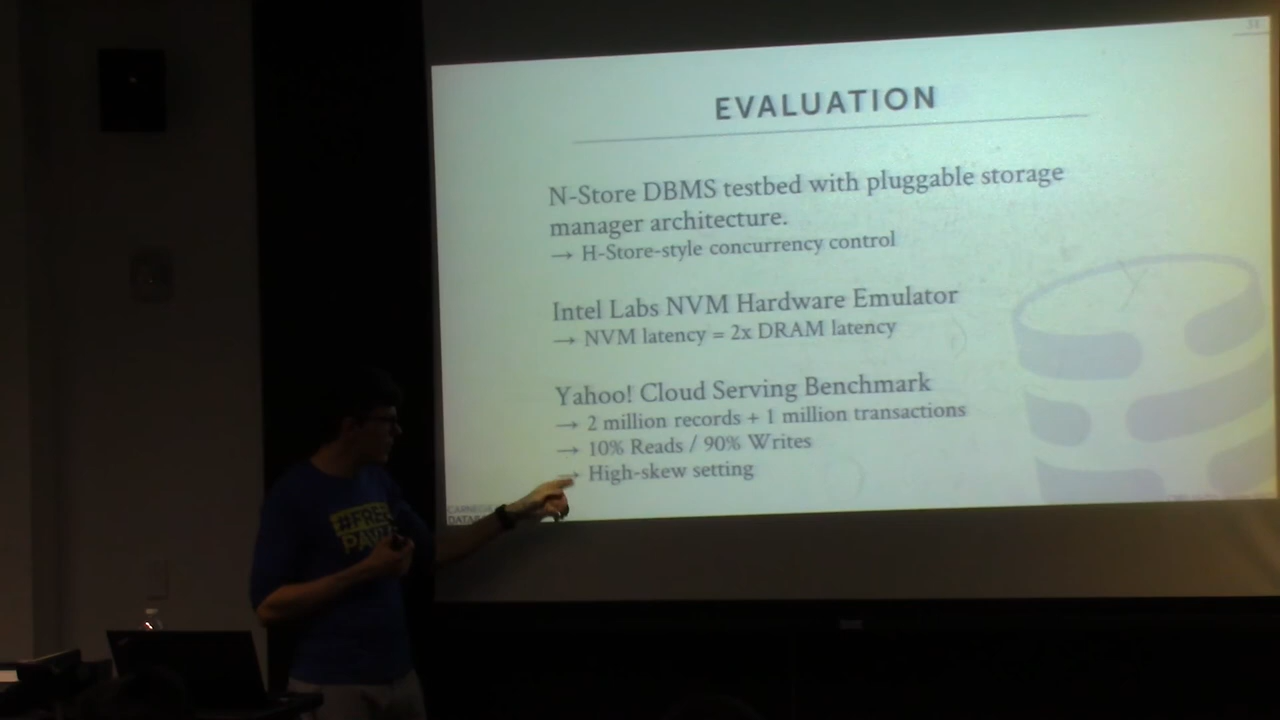 31
EVALUATION
N-Store DBMS testbed with pluggable storage
manager architecture.
→ H-Store-style concurrency control
Intel Labs NVM Hardware Emulator
→ NVM latency = 2x DRAM latency
Yahoo! Cloud Serving Benchmark
→ 2 million records + 1 million transactions
→ 10% Reads / 90% Writes
→ High-skew setting
#FREE